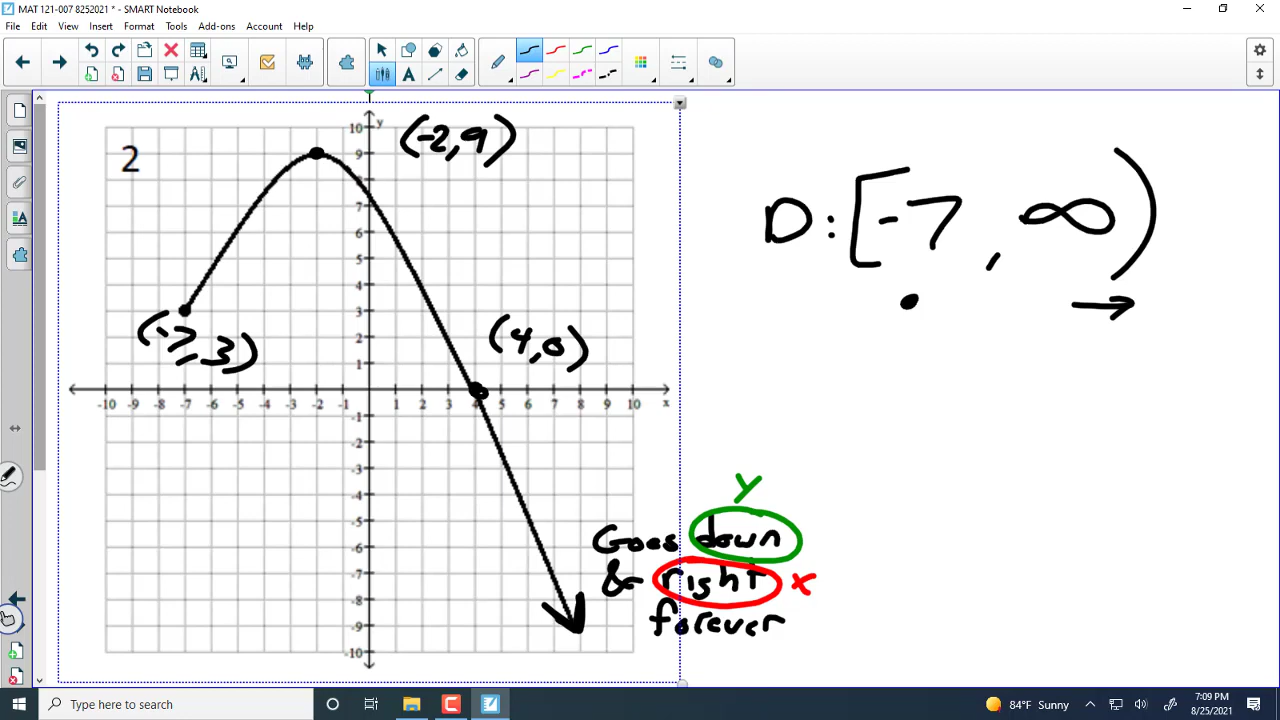 MAT 121-007 8252021 * - SMART Notebook
File Edit View Insert Format Tools Add-ons Account Help
2
y
(-2,9)
10
9
8
7
6
5
4
3
2
1
(-7,3)
(4,0)
D: [-7, ∞)
→
-10 -9 -8 -7 -6 -5 -4 -3 -2 -1 1 2 3 4 5 6 7 8 9 10
x
-1
-2
-3
-4
-5
-6
-7
-8
-9
-10
y
Goes down
& right x
forever
Type here to search
84°F Sunny
7:09 PM
8/25/2021